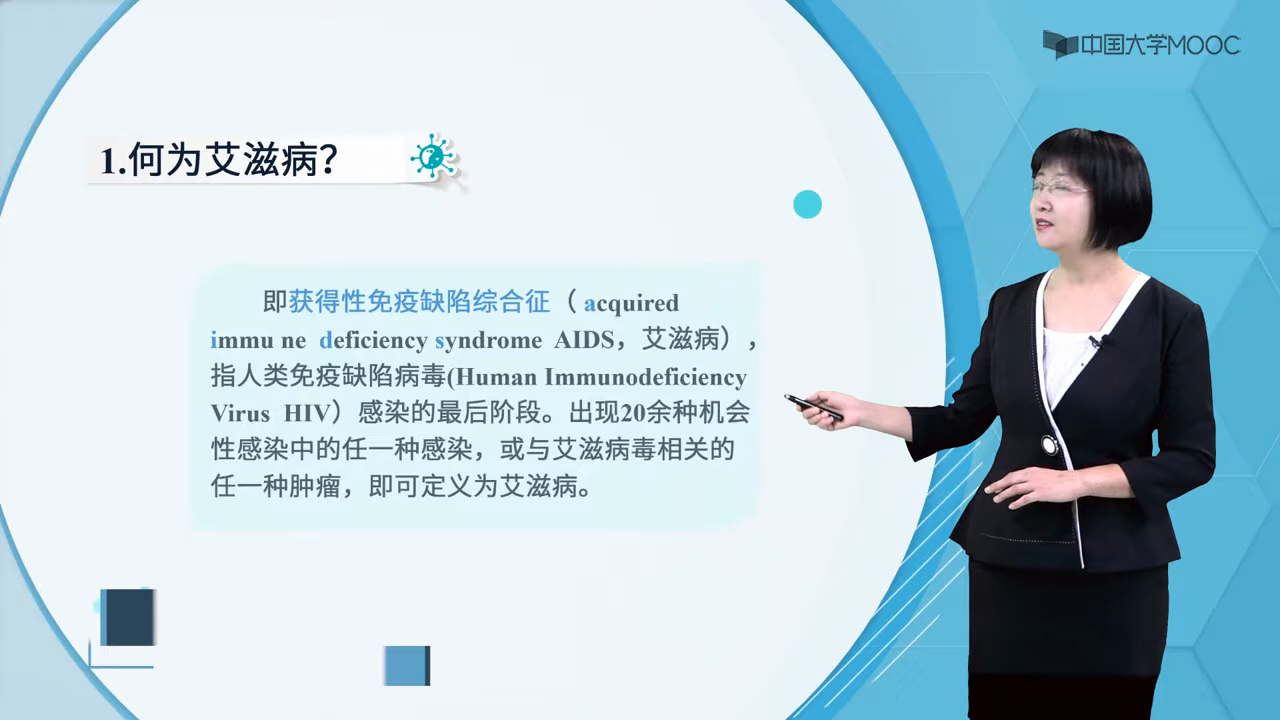 中国大学MOOC
1.何为艾滋病？
即获得性免疫缺陷综合征（ acquired
immu ne deficiency syndrome AIDS，艾滋病），
指人类免疫缺陷病毒(Human Immunodeficiency
Virus HIV）感染的最后阶段。出现20余种机会
性感染中的任一种感染，或与艾滋病毒相关的
任一种肿瘤，即可定义为艾滋病。